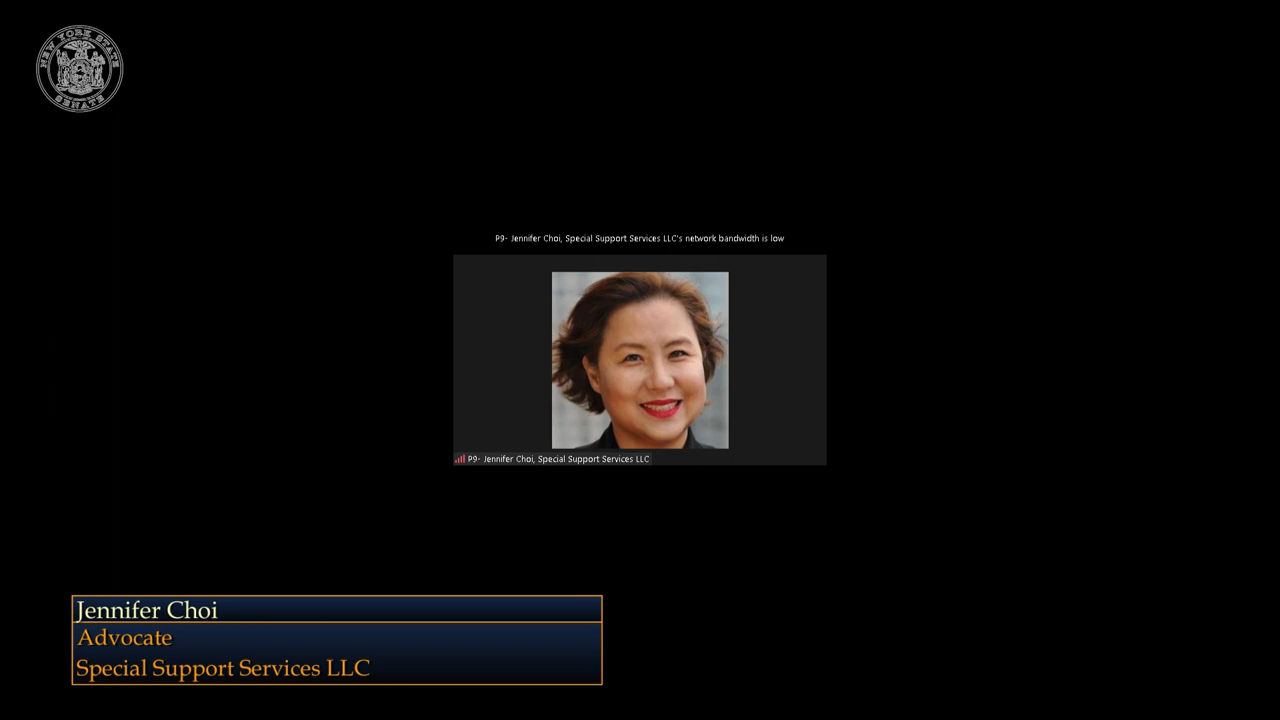 NEW YORK STATE
SENATE
P9- Jennifer Choi, Special Support Services LLC's network bandwidth is low
P9- Jennifer Choi, Special Support Services LLC
Jennifer Choi
Advocate
Special Support Services LLC